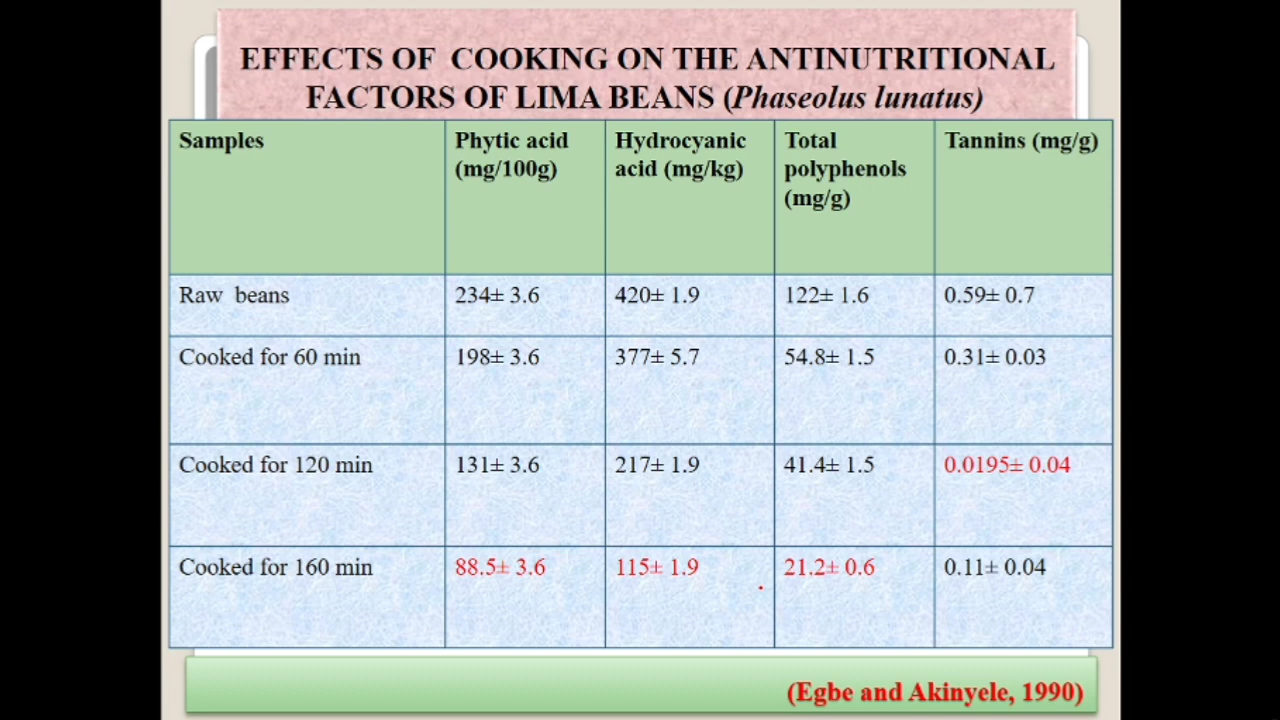 EFFECTS OF COOKING ON THE ANTINUTRITIONAL
FACTORS OF LIMA BEANS (Phaseolus lunatus)
Samples
Phytic acid
(mg/100g)
Hydrocyanic
acid (mg/kg)
Total
polyphenols
(mg/g)
Tannins (mg/g)
Raw beans
234± 3.6
420± 1.9
122± 1.6
0.59± 0.7
Cooked for 60 min
198± 3.6
377± 5.7
54.8± 1.5
0.31± 0.03
Cooked for 120 min
131± 3.6
217± 1.9
41.4± 1.5
0.0195± 0.04
Cooked for 160 min
88.5± 3.6
115± 1.9
21.2± 0.6
0.11± 0.04
(Egbe and Akinyele, 1990)